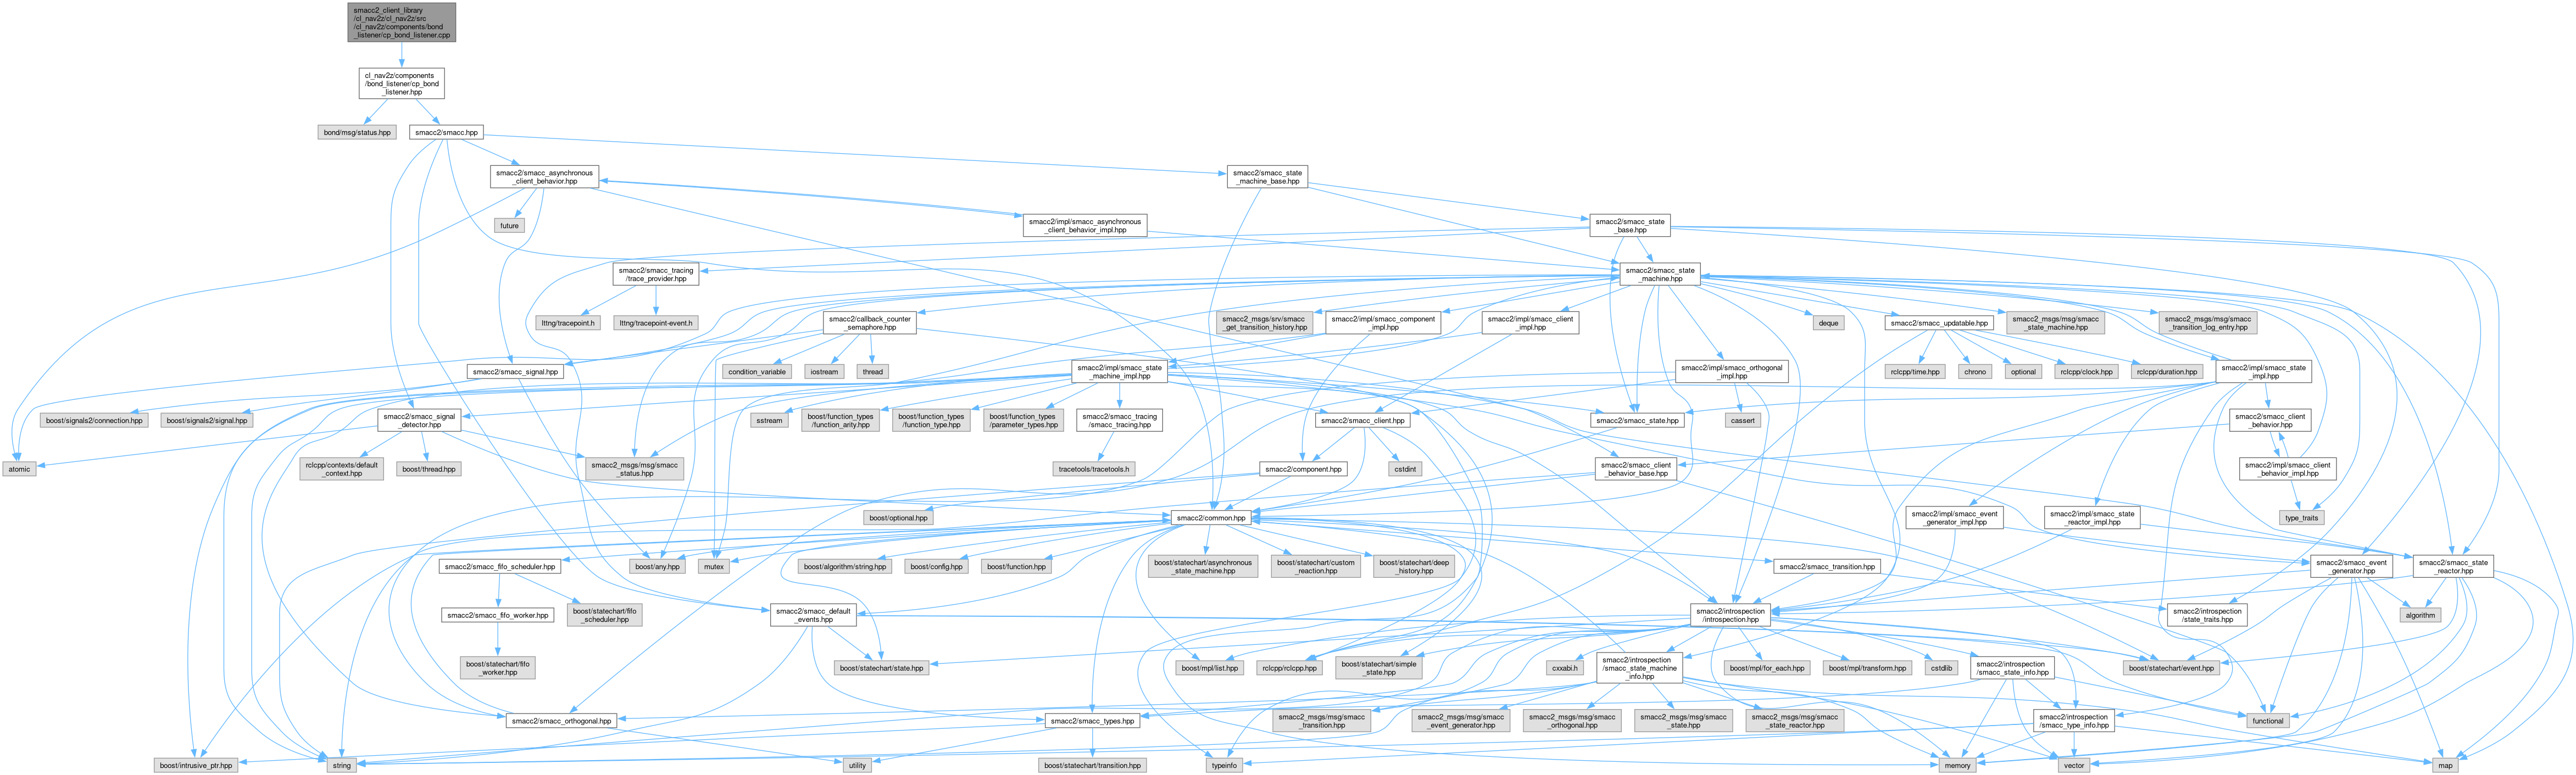 smacc2_client_library
/cl_nav2z/cl_nav2z/src
/cl_nav2z/components/bond
_listener/cp_bond_listener.cpp
cl_nav2z/components
/bond_listener/cp_bond
_listener.hpp
bond/msg/status.hpp
smacc2/smacc.hpp
smacc2/smacc_asynchronous
_client_behavior.hpp
smacc2/smacc_state
_machine_base.hpp
future
smacc2/impl/smacc_asynchronous
_client_behavior_impl.hpp
smacc2/smacc_state
_base.hpp
smacc2/smacc_tracing
/trace_provider.hpp
smacc2/smacc_state
_machine.hpp
lttng/tracepoint.h
lttng/tracepoint-event.h
smacc2/callback_counter
_semaphore.hpp
smacc2_msgs/srv/smacc
_get_transition_history.hpp
smacc2/impl/smacc_component
_impl.hpp
smacc2/impl/smacc_client
_impl.hpp
deque
smacc2/smacc_updatable.hpp
smacc2_msgs/msg/smacc
_state_machine.hpp
smacc2_msgs/msg/smacc
_transition_log_entry.hpp
smacc2/smacc_signal.hpp
condition_variable
iostream
thread
smacc2/impl/smacc_state
_machine_impl.hpp
smacc2/impl/smacc_orthogonal
_impl.hpp
rclcpp/time.hpp
chrono
optional
rclcpp/clock.hpp
rclcpp/duration.hpp
smacc2/impl/smacc_state
_impl.hpp
boost/signals2/connection.hpp
boost/signals2/signal.hpp
smacc2/smacc_signal
_detector.hpp
sstream
boost/function_types
/function_arity.hpp
boost/function_types
/function_type.hpp
boost/function_types
/parameter_types.hpp
smacc2/smacc_tracing
/smacc_tracing.hpp
smacc2/smacc_client.hpp
smacc2/smacc_state.hpp
cassert
smacc2/smacc_client
_behavior.hpp
atomic
rclcpp/contexts/default
_context.hpp
boost/thread.hpp
smacc2_msgs/msg/smacc
_status.hpp
tracetools/tracetools.h
smacc2/component.hpp
cstdint
smacc2/smacc_client
_behavior_base.hpp
smacc2/impl/smacc_client
_behavior_impl.hpp
boost/optional.hpp
smacc2/common.hpp
smacc2/impl/smacc_event
_generator_impl.hpp
smacc2/impl/smacc_state
_reactor_impl.hpp
type_traits
smacc2/smacc_fifo_scheduler.hpp
boost/any.hpp
mutex
boost/algorithm/string.hpp
boost/config.hpp
boost/function.hpp
boost/statechart/asynchronous
_state_machine.hpp
boost/statechart/custom
_reaction.hpp
boost/statechart/deep
_history.hpp
smacc2/smacc_transition.hpp
smacc2/smacc_event
_generator.hpp
smacc2/smacc_state
_reactor.hpp
smacc2/smacc_fifo_worker.hpp
boost/statechart/fifo
_scheduler.hpp
smacc2/smacc_default
_events.hpp
smacc2/introspection
/introspection.hpp
smacc2/introspection
/state_traits.hpp
algorithm
boost/statechart/fifo
_worker.hpp
boost/statechart/state.hpp
boost/mpl/list.hpp
rclcpp/rclcpp.hpp
boost/statechart/simple
_state.hpp
cxxabi.h
smacc2/introspection
/smacc_state_machine
_info.hpp
boost/mpl/for_each.hpp
boost/mpl/transform.hpp
cstdlib
smacc2/introspection
/smacc_state_info.hpp
boost/statechart/event.hpp
smacc2/smacc_orthogonal.hpp
smacc2/smacc_types.hpp
smacc2_msgs/msg/smacc
_transition.hpp
smacc2_msgs/msg/smacc
_event_generator.hpp
smacc2_msgs/msg/smacc
_orthogonal.hpp
smacc2_msgs/msg/smacc
_state.hpp
smacc2_msgs/msg/smacc
_state_reactor.hpp
smacc2/introspection
/smacc_type_info.hpp
functional
boost/intrusive_ptr.hpp
string
utility
boost/statechart/transition.hpp
typeinfo
memory
vector
map